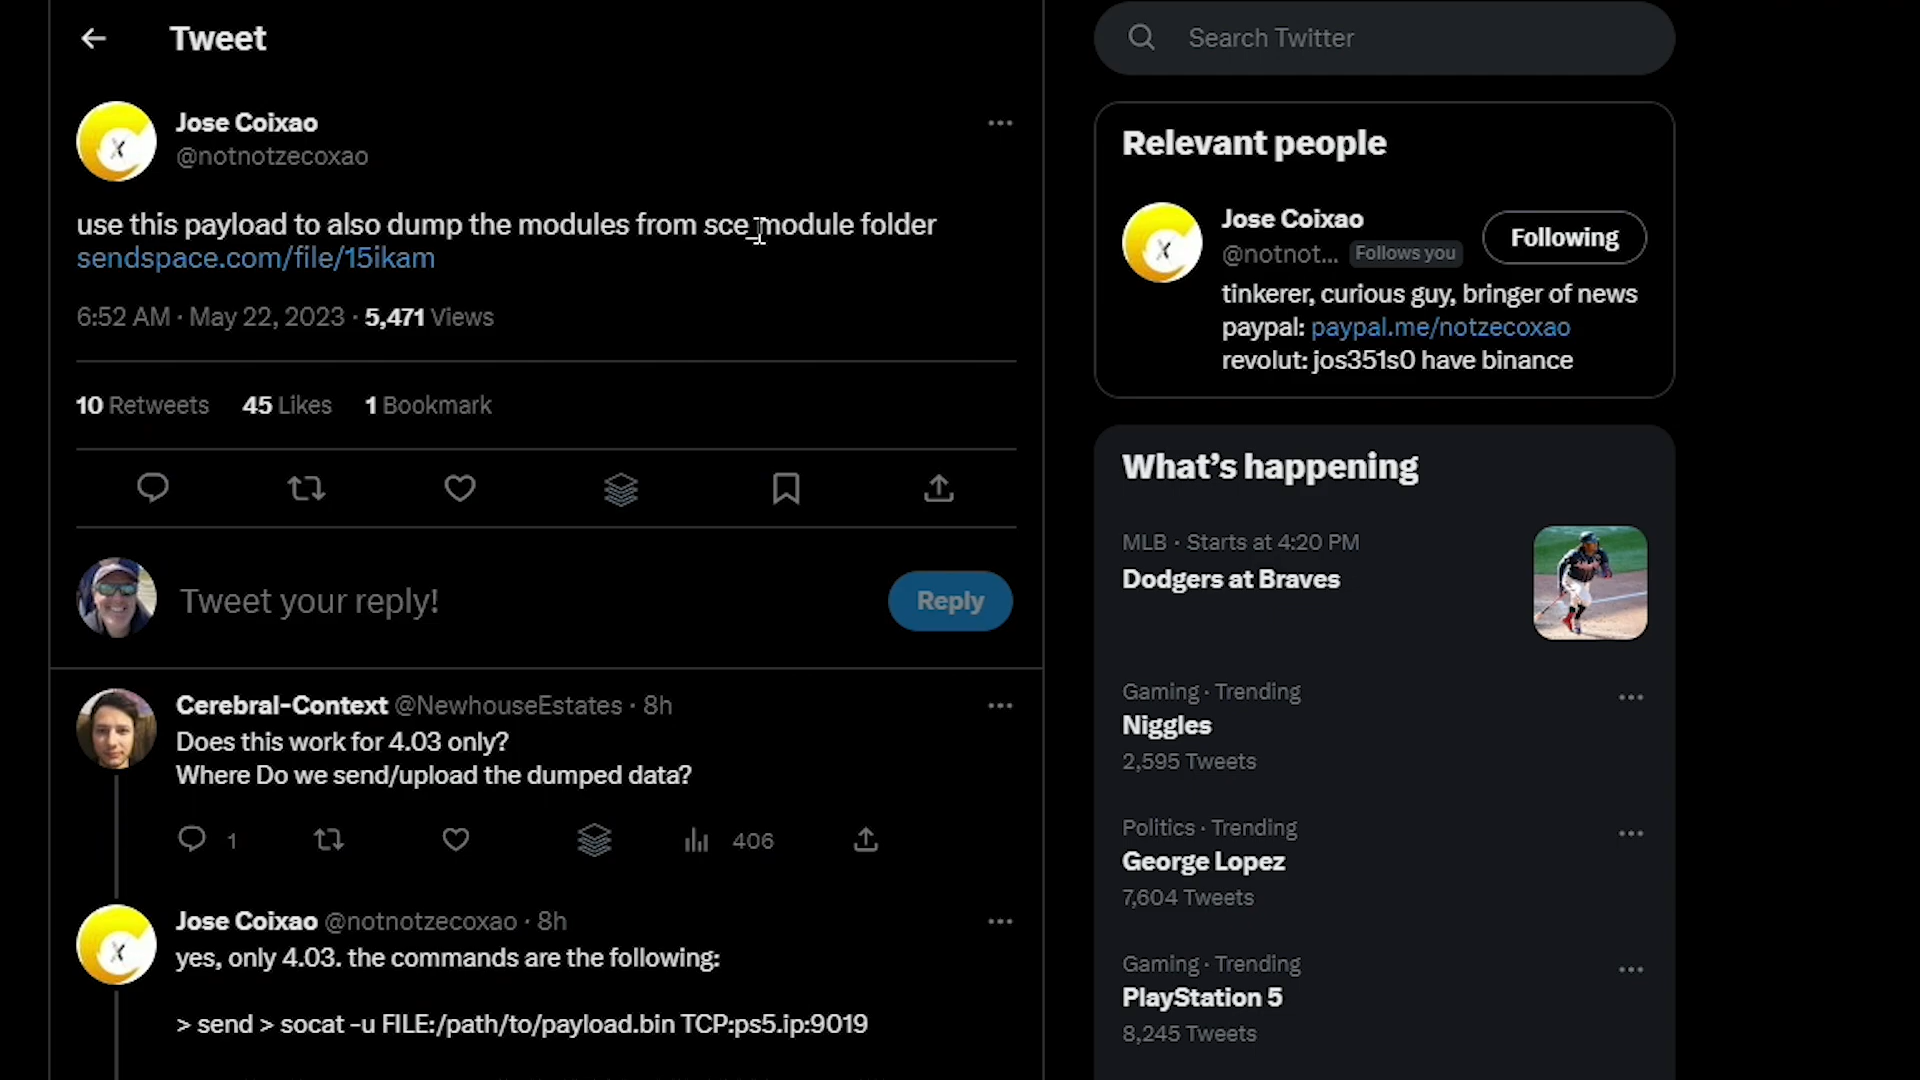 Tweet
Jose Coixao
@notnotzecoxao
use this payload to also dump the modules from sce_module folder
sendspace.com/file/15ikam
6:52 AM · May 22, 2023 · 5,471 Views
10 Retweets 45 Likes 1 Bookmark
Tweet your reply!
Reply
Cerebral-Context @NewhouseEstates · 8h
Does this work for 4.03 only?
Where Do we send/upload the dumped data?
1 406
Jose Coixao @notnotzecoxao · 8h
yes, only 4.03. the commands are the following:
> send > socat -u FILE:/path/to/payload.bin TCP:ps5.ip:9019
Search Twitter
Relevant people
Jose Coixao
@notnot... Follows you
Following
tinkerer, curious guy, bringer of news
paypal: paypal.me/notzecoxao
revolut: jos351s0 have binance
What's happening
MLB · Starts at 4:20 PM
Dodgers at Braves
Gaming · Trending
Niggles
2,595 Tweets
Politics · Trending
George Lopez
7,604 Tweets
Gaming · Trending
PlayStation 5
8,245 Tweets